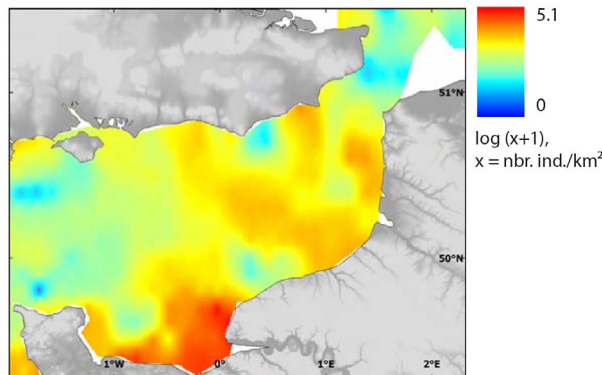 5.1
51°N
0
log (x+1),
x = nbr. ind./km²
50°N
1°W
0°
1°E
2°E